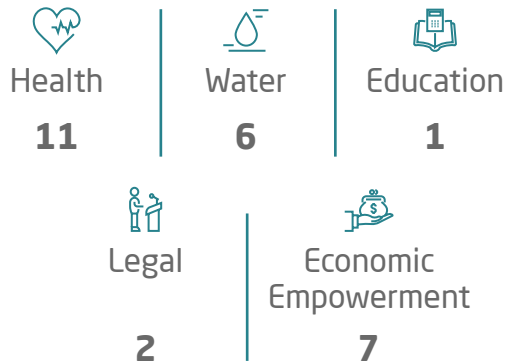 Health
11
Water
6
Education
1
Legal
2
$
Economic
Empowerment
7